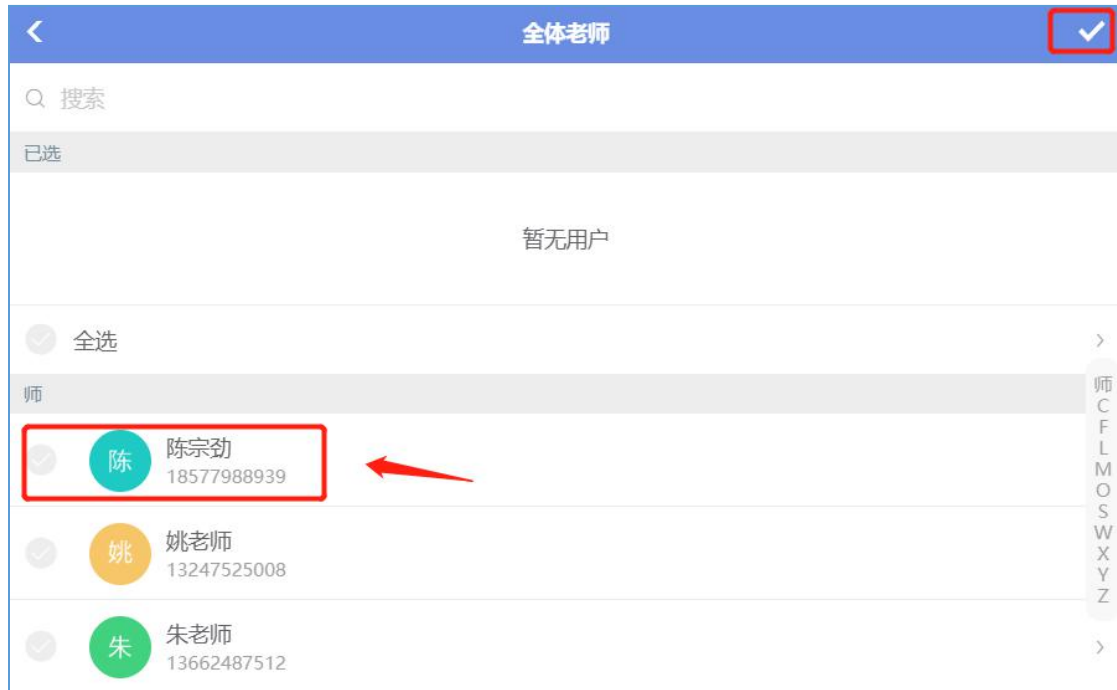 全体老师
搜索
已选
暂无用户
全选
师
陈
陈宗劲
18577988939
姚
姚老师
13247525008
朱
朱老师
13662487512
师
C
F
L
M
O
S
W
X
Y
Z